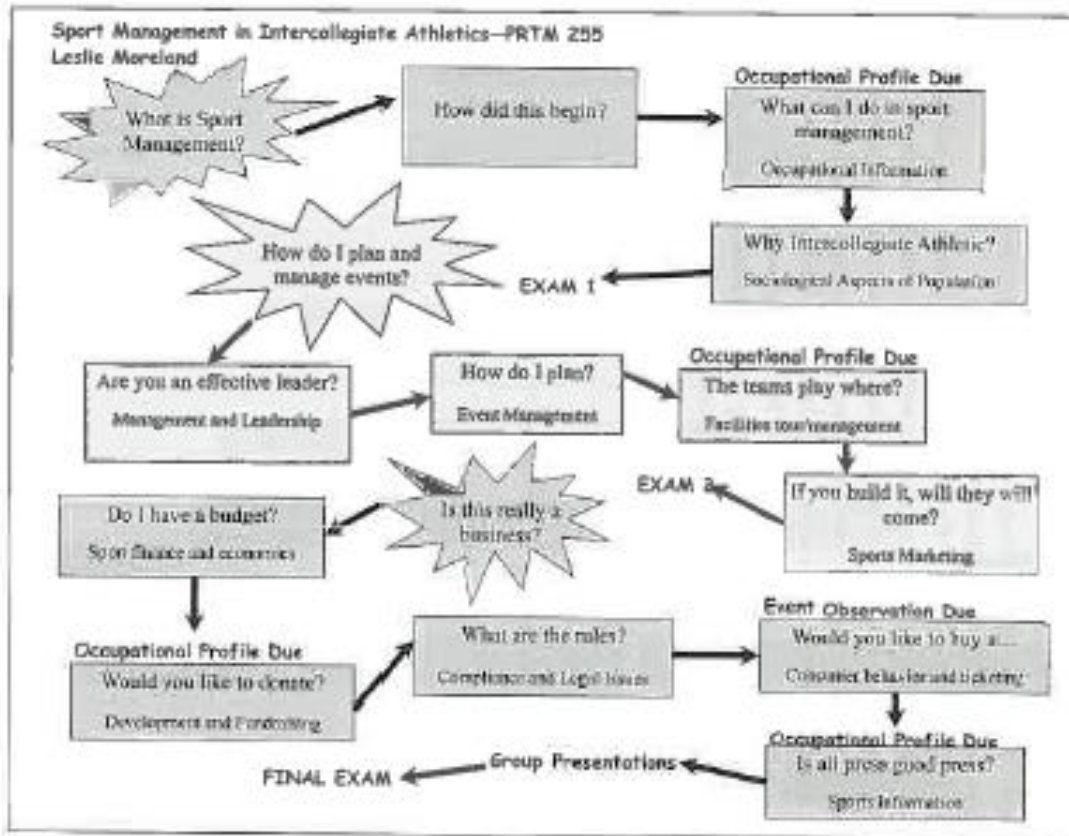 Sport Management in Intercollegiate Athletics—PRTM 255
Leslie Moreland
What is Sport
Management?
How did this begin?
Occupational Profile Due
What can I do in sport
management?
Occupational Information
Why Intercollegiate Athletic?
Sociological Aspects of Population
EXAM 1
How do I plan and
manage events?
Are you an effective leader?
Management and Leadership
How do I plan?
Event Management
Occupational Profile Due
The teams play where?
Facilities tour/management
If you build it, will they will
come?
Sports Marketing
EXAM 2
Is this really a
business?
Do I have a budget?
Sport finance and economics
Occupational Profile Due
Would you like to donate?
Development and Fundraising
What are the rules?
Compliance and Legal Issues
Event Observation Due
Would you like to buy a...
Consumer behavior and ticketing
Occupational Profile Due
Is all press good press?
Sports Information
Group Presentations
FINAL EXAM